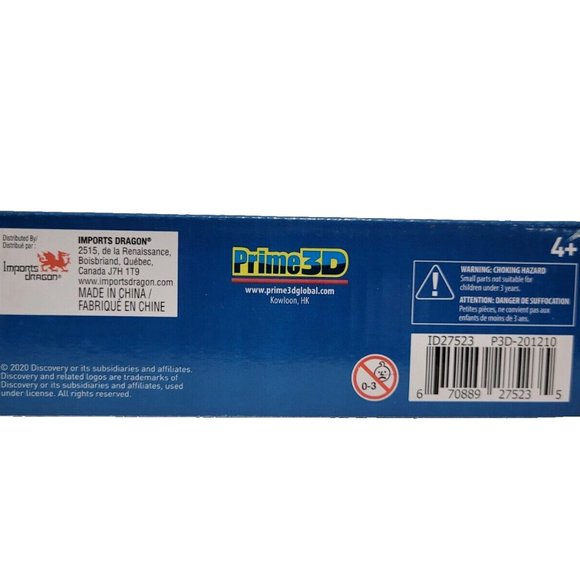 Distributed By/
Distribué par :
Imports
DRAGON®
IMPORTS DRAGON®
2515, de la Renaissance,
Boisbriand, Québec,
Canada J7H 1T9
www.importsdragon.com
MADE IN CHINA /
FABRIQUÉ EN CHINE
© 2020 Discovery or its subsidiaries and affiliates.
Discovery and related logos are trademarks of
Discovery or its subsidiaries and affiliates, used
under license. All rights reserved.
Prime3D
www.prime3dglobal.com
Kowloon, HK
0-3
4+
WARNING: CHOKING HAZARD
Small parts not suitable for
children under 3 years.
ATTENTION: DANGER DE SUFFOCATION
Petites pièces, ne convient pas aux
enfants de moins de 3 ans.
ID27523 P3D-201210
6 70889 27523 5